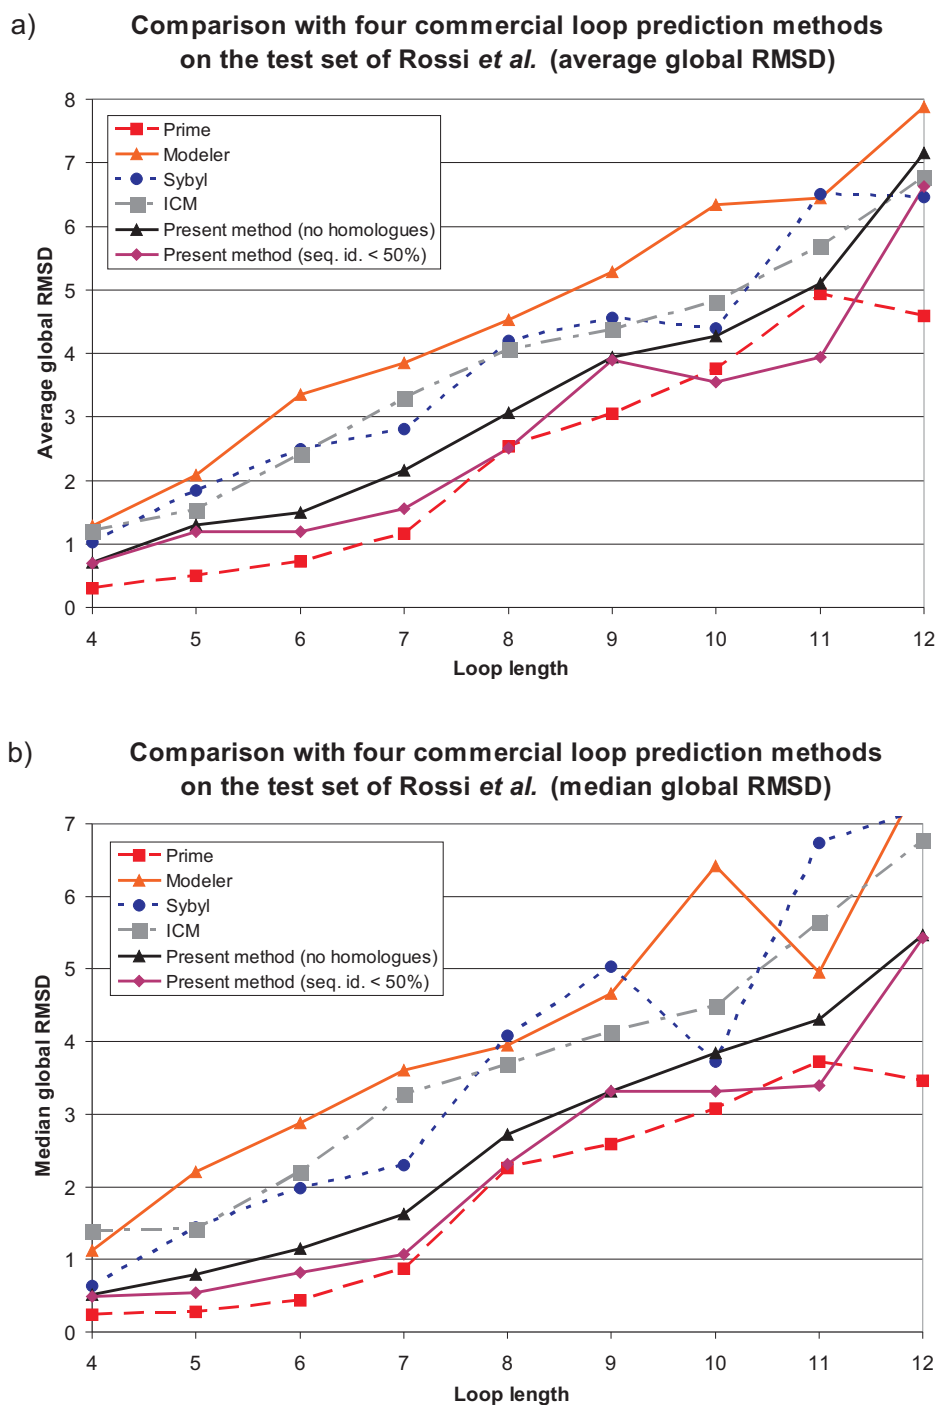 a)
Comparison with four commercial loop prediction methods
on the test set of Rossi et al. (average global RMSD)
8
7
6
5
4
3
2
1
0
Average global RMSD
Prime
Modeler
Sybyl
ICM
Present method (no homologues)
Present method (seq. id. < 50%)
4 5 6 7 8 9 10 11 12
Loop length
b)
Comparison with four commercial loop prediction methods
on the test set of Rossi et al. (median global RMSD)
7
6
5
4
3
2
1
0
Median global RMSD
Prime
Modeler
Sybyl
ICM
Present method (no homologues)
Present method (seq. id. < 50%)
4 5 6 7 8 9 10 11 12
Loop length